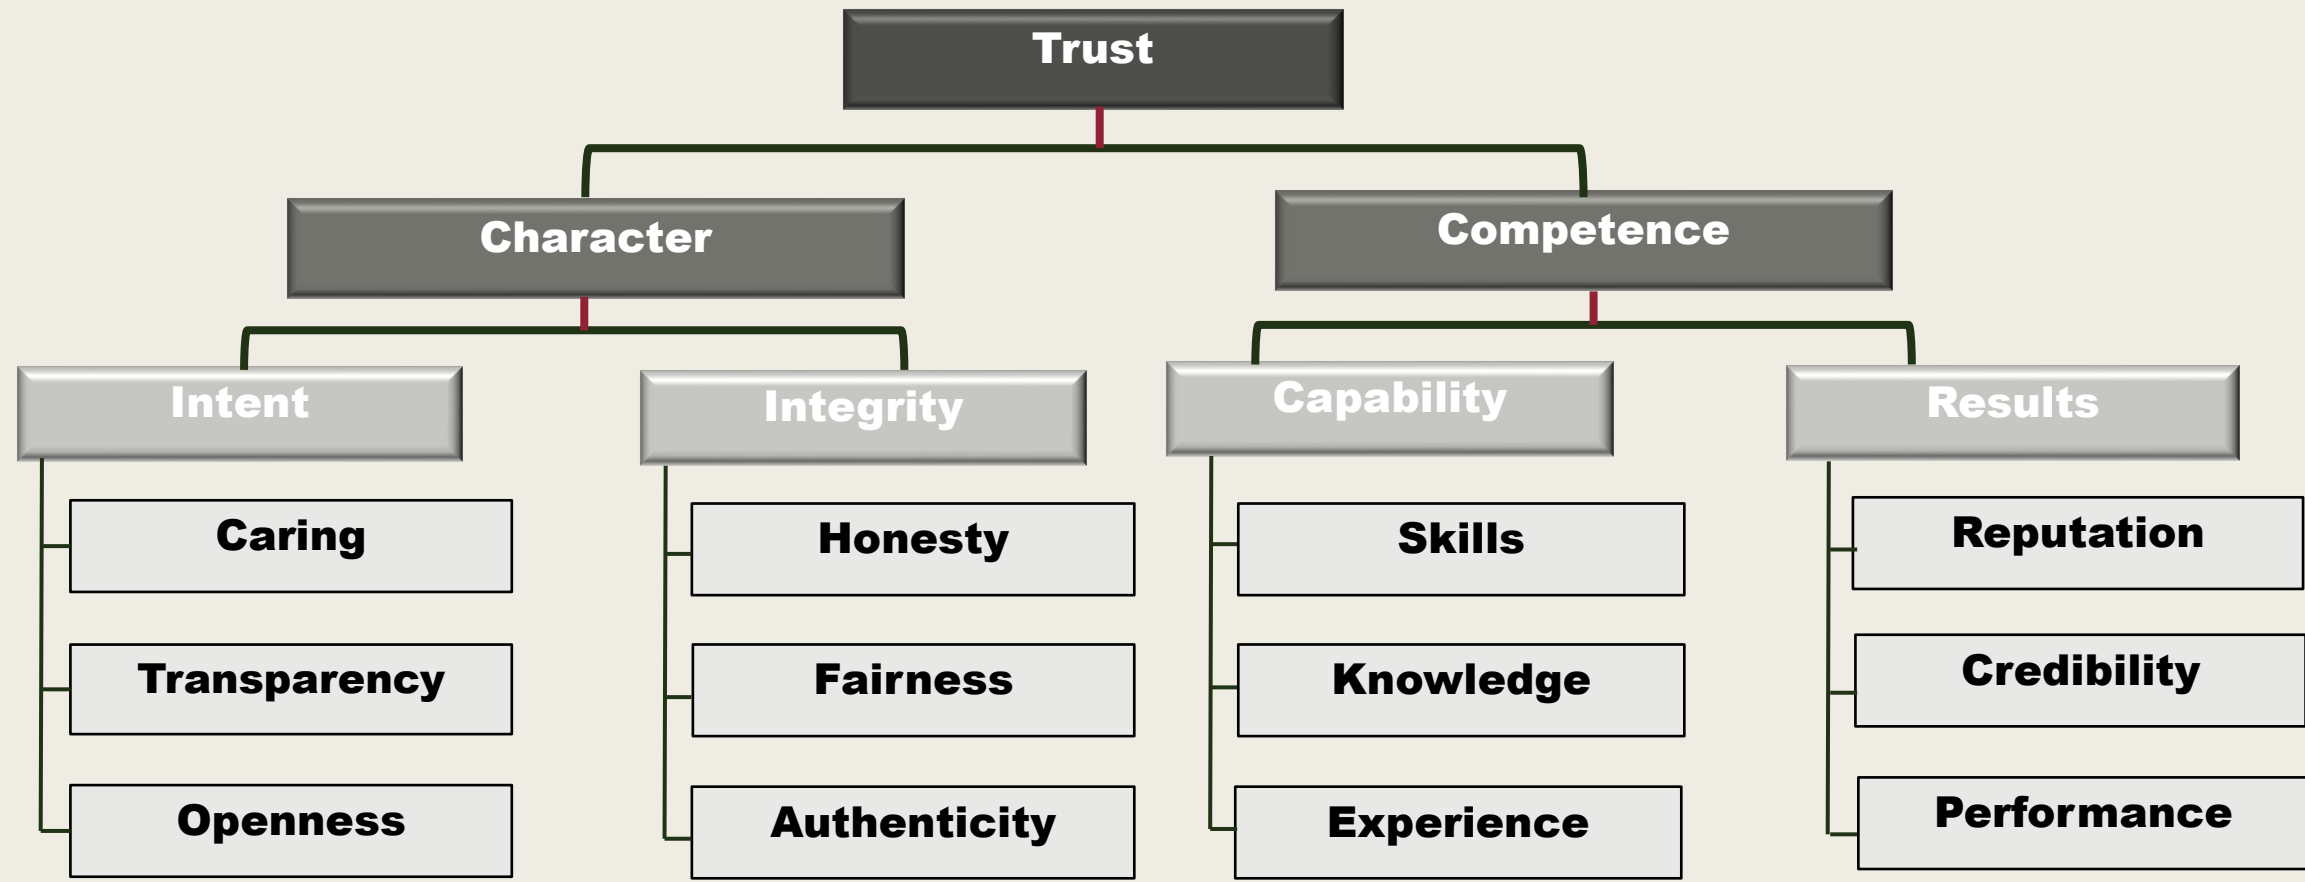 Trust
Character
Competence
Intent
Integrity
Capability
Results
Caring
Honesty
Skills
Reputation
Transparency
Fairness
Knowledge
Credibility
Openness
Authenticity
Experience
Performance